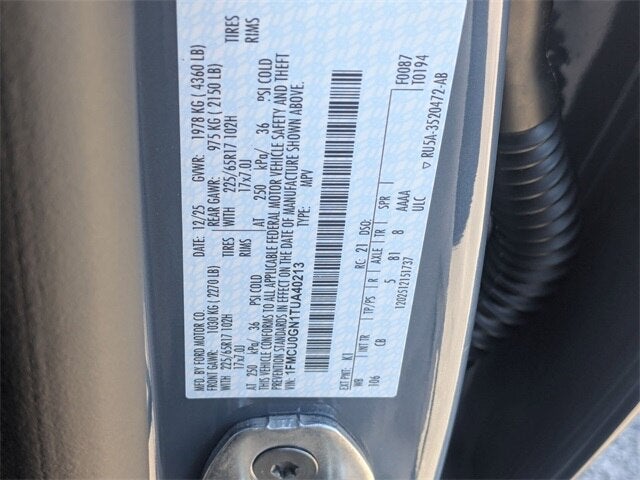 MFD. BY FORD MOTOR CO. DATE: 12/25 GVWR: 1978 KG ( 4360 LB)
FRONT GAWR: 1030 KG ( 2270 LB) REAR GAWR: 975 KG ( 2150 LB)
225/65R17 102H TIRES WITH 225/65R17 102H TIRES
17x7.0J RIMS 17x7.0J RIMS
AT 250 kPa/ 36 PSI COLD AT 250 kPa/ 36 PSI COLD
THIS VEHICLE CONFORMS TO ALL APPLICABLE FEDERAL MOTOR VEHICLE SAFETY AND THEFT
PREVENTION STANDARDS IN EFFECT ON THE DATE OF MANUFACTURE SHOWN ABOVE.
VIN: 1FMCU0GN1TUA40213 TYPE: MPV
F0087
T0194
EXT PNT: K1 RC: 21 DSO:
WB INT TR TP/PS R AXLE TR SPR
106 CB 5 B1 8 AAAA
12025121151737 ULC
▽ RU5A-3520472-AB